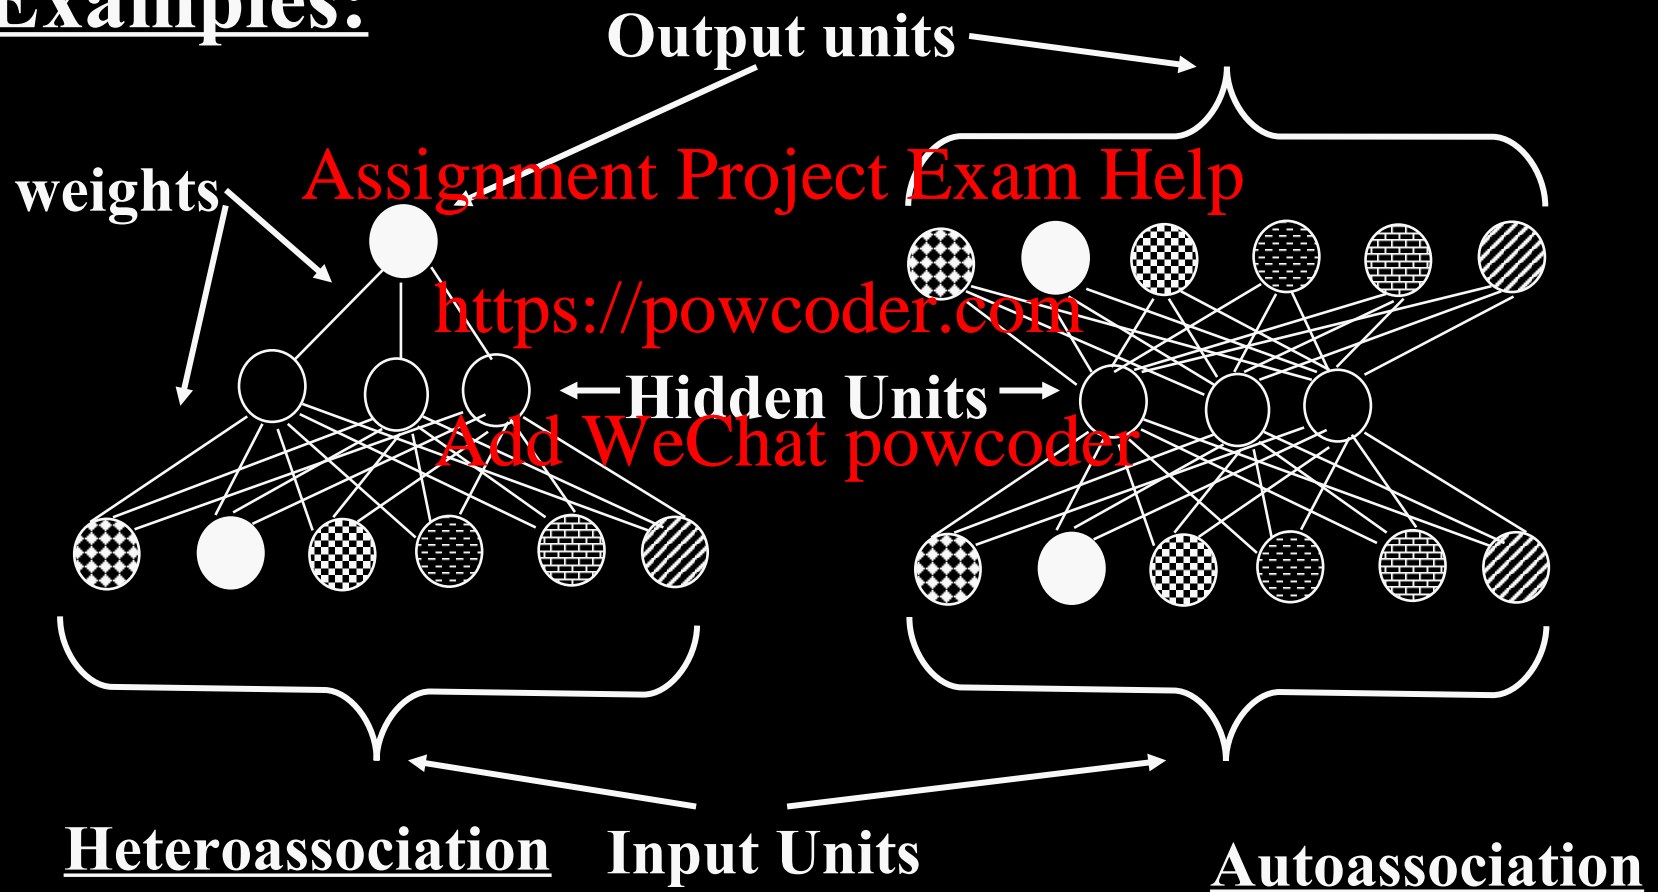 Examples:
Output units
weights
Assignment Project Exam Help
https://powcoder.com
Hidden Units
Add WeChat powcoder
Heteroassociation
Input Units
Autoassociation